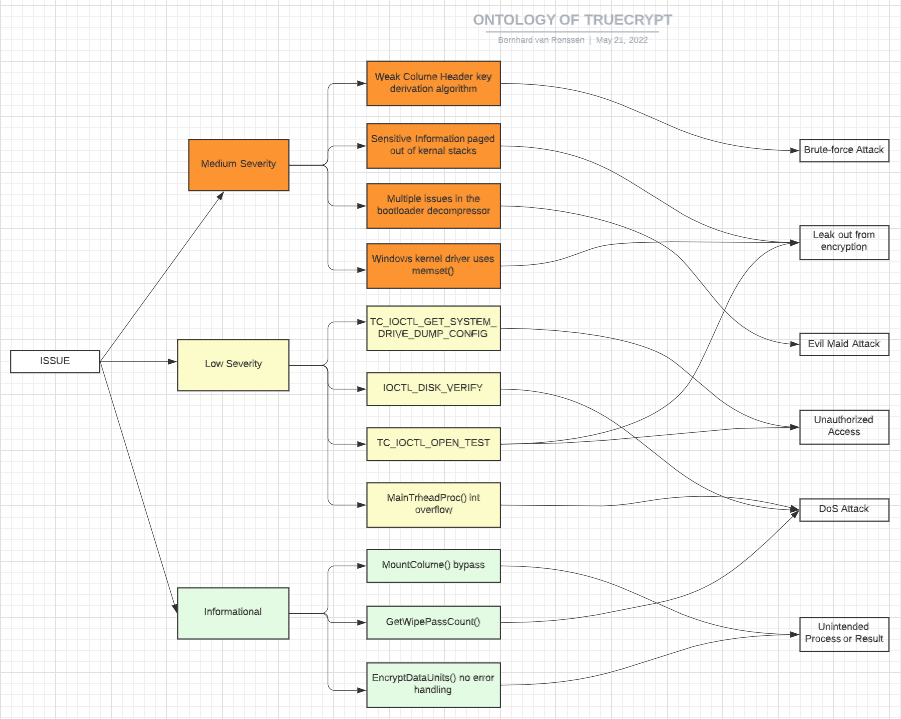 ONTOLOGY OF TRUECRYPT
Bernhard van Renssen | May 21, 2022
Weak Colume Header key
derivation algorithm
Sensitive Information paged
out of kernal stacks
Brute-force Attack
Medium Severity
Multiple issues in the
bootloader decompressor
Leak out from
encryption
Windows kernel driver uses
memset()
TC_IOCTL_GET_SYSTEM_
DRIVE_DUMP_CONFIG
Evil Maid Attack
ISSUE
Low Severity
IOCTL_DISK_VERIFY
Unauthorized
Access
TC_IOCTL_OPEN_TEST
MainTrheadProc() int
overflow
DoS Attack
MountColume() bypass
Informational
GetWipePassCount()
Unintended
Process or Result
EncryptDataUnits() no error
handling